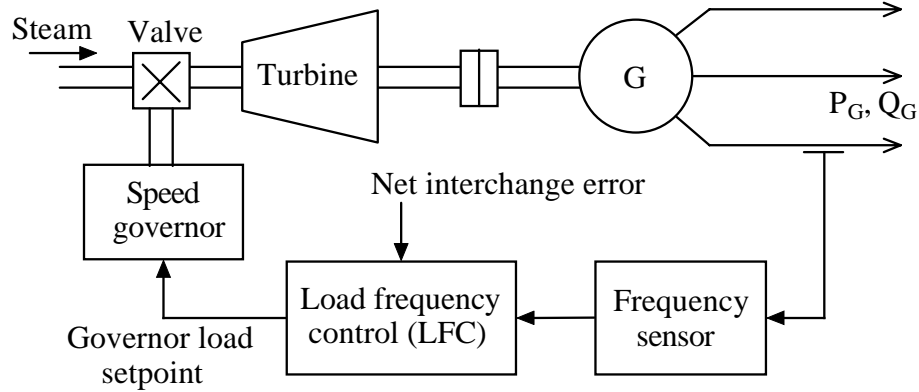 Steam
Valve
Turbine
G
P_G, Q_G
Speed
governor
Net interchange error
Load frequency
control (LFC)
Frequency
sensor
Governor load
setpoint